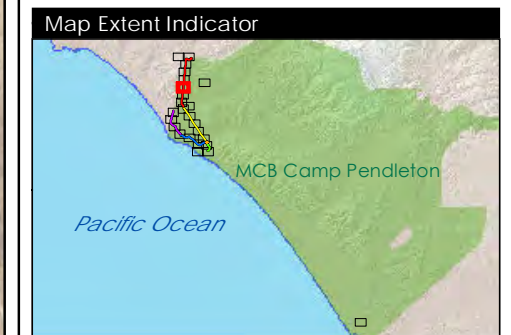 Map Extent Indicator
MCB Camp Pendleton
Pacific Ocean